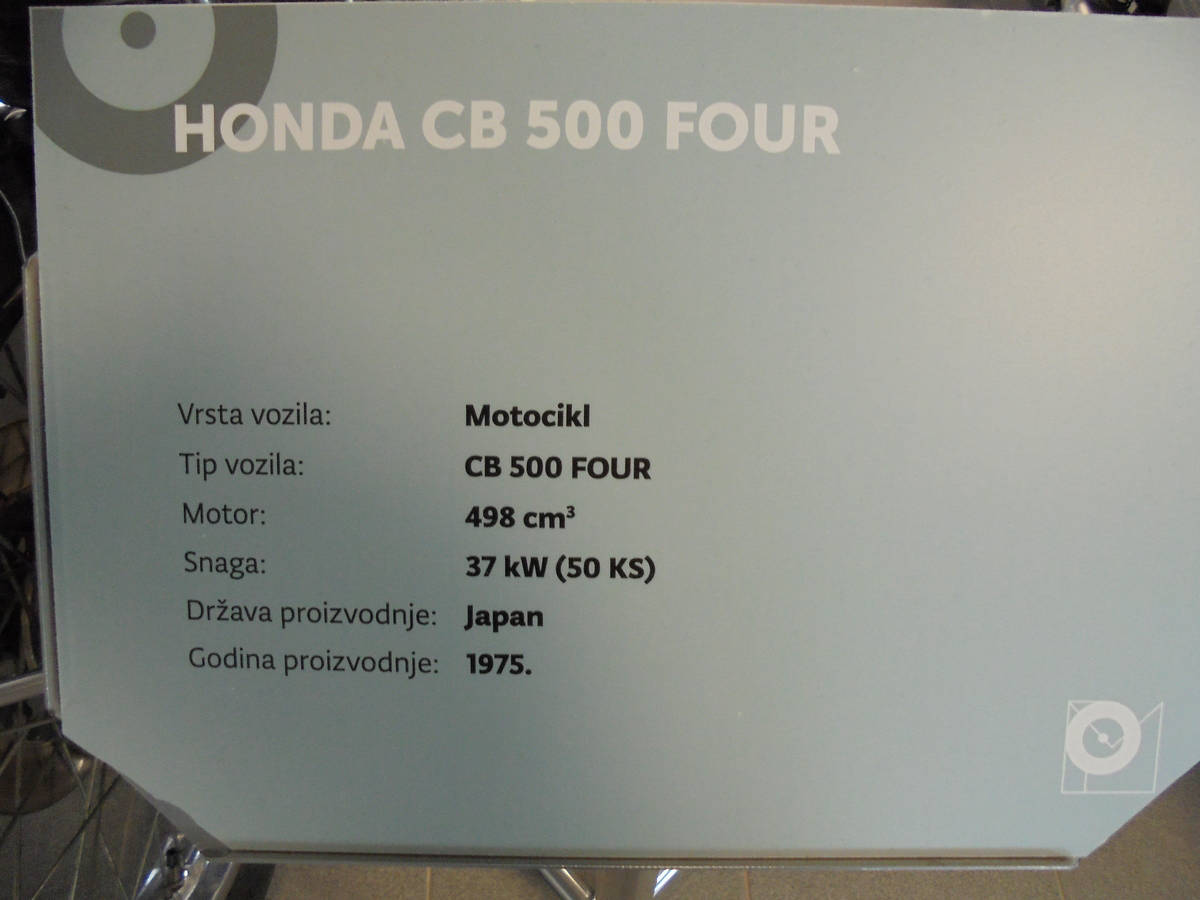 HONDA CB 500 FOUR
Vrsta vozila: Motocikl
Tip vozila: CB 500 FOUR
Motor: 498 cm³
Snaga: 37 kW (50 KS)
Država proizvodnje: Japan
Godina proizvodnje: 1975.